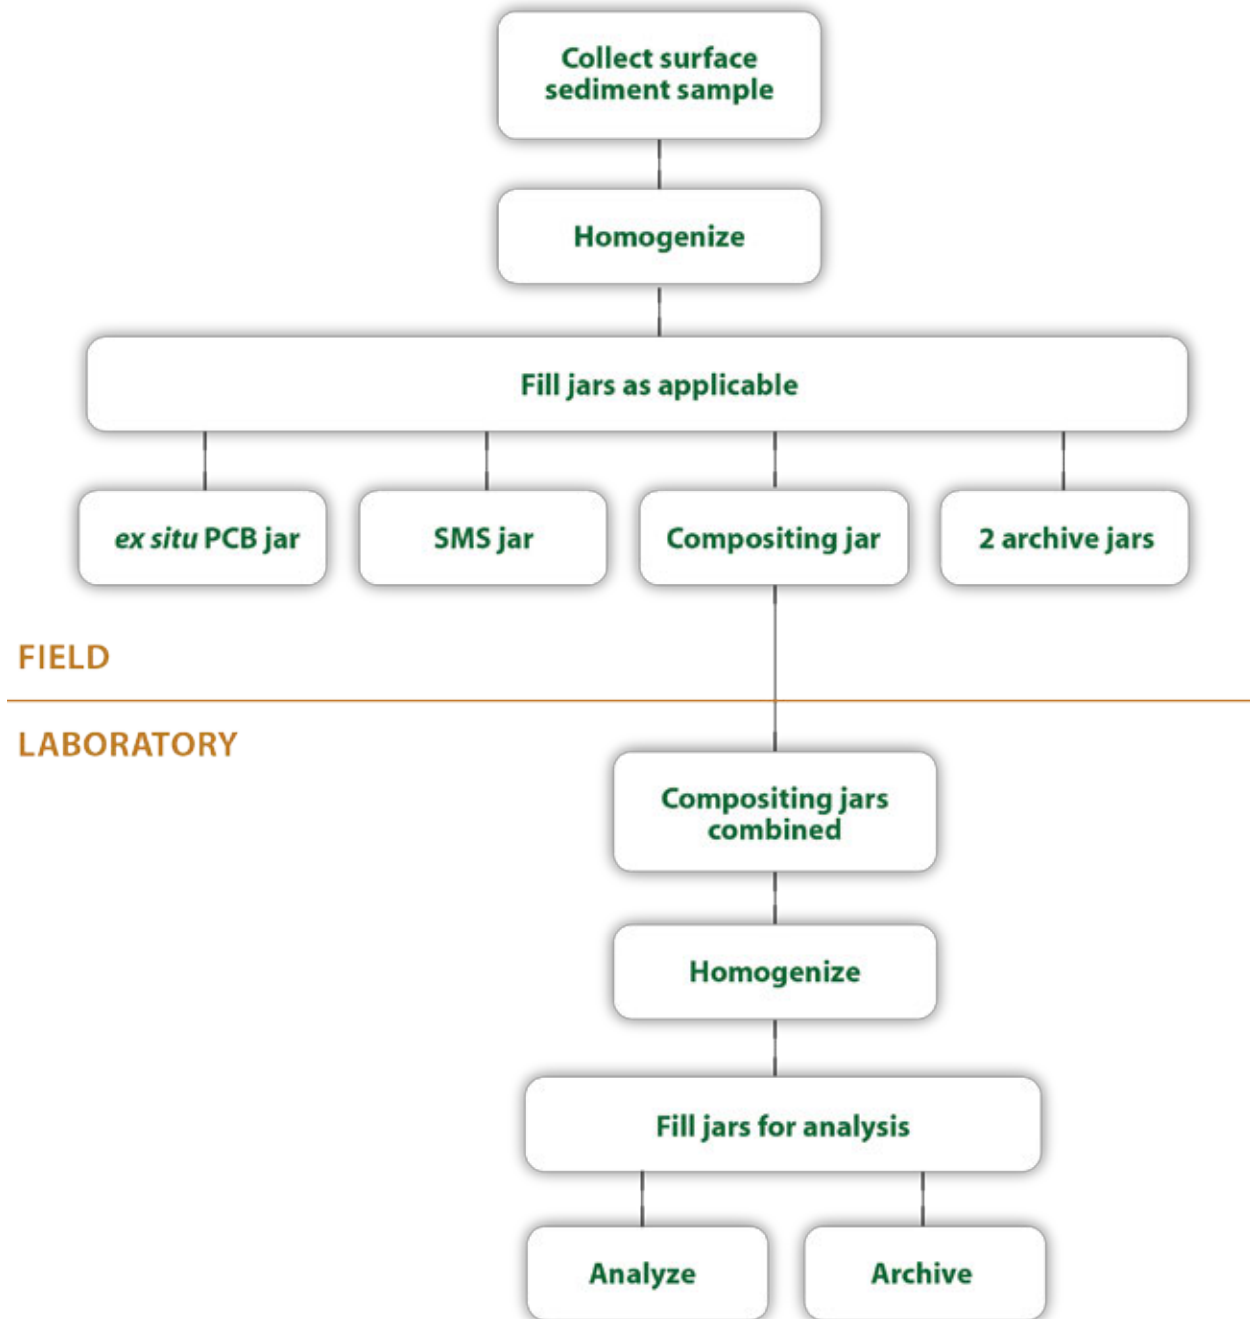 Collect surface
sediment sample
Homogenize
Fill jars as applicable
ex situ PCB jar
SMS jar
Compositing jar
2 archive jars
FIELD
LABORATORY
Compositing jars
combined
Homogenize
Fill jars for analysis
Analyze
Archive